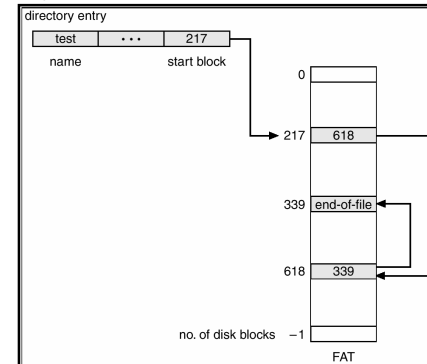 directory entry
test ••• 217
name start block
0
217 618
339 end-of-file
618 339
no. of disk blocks −1
FAT